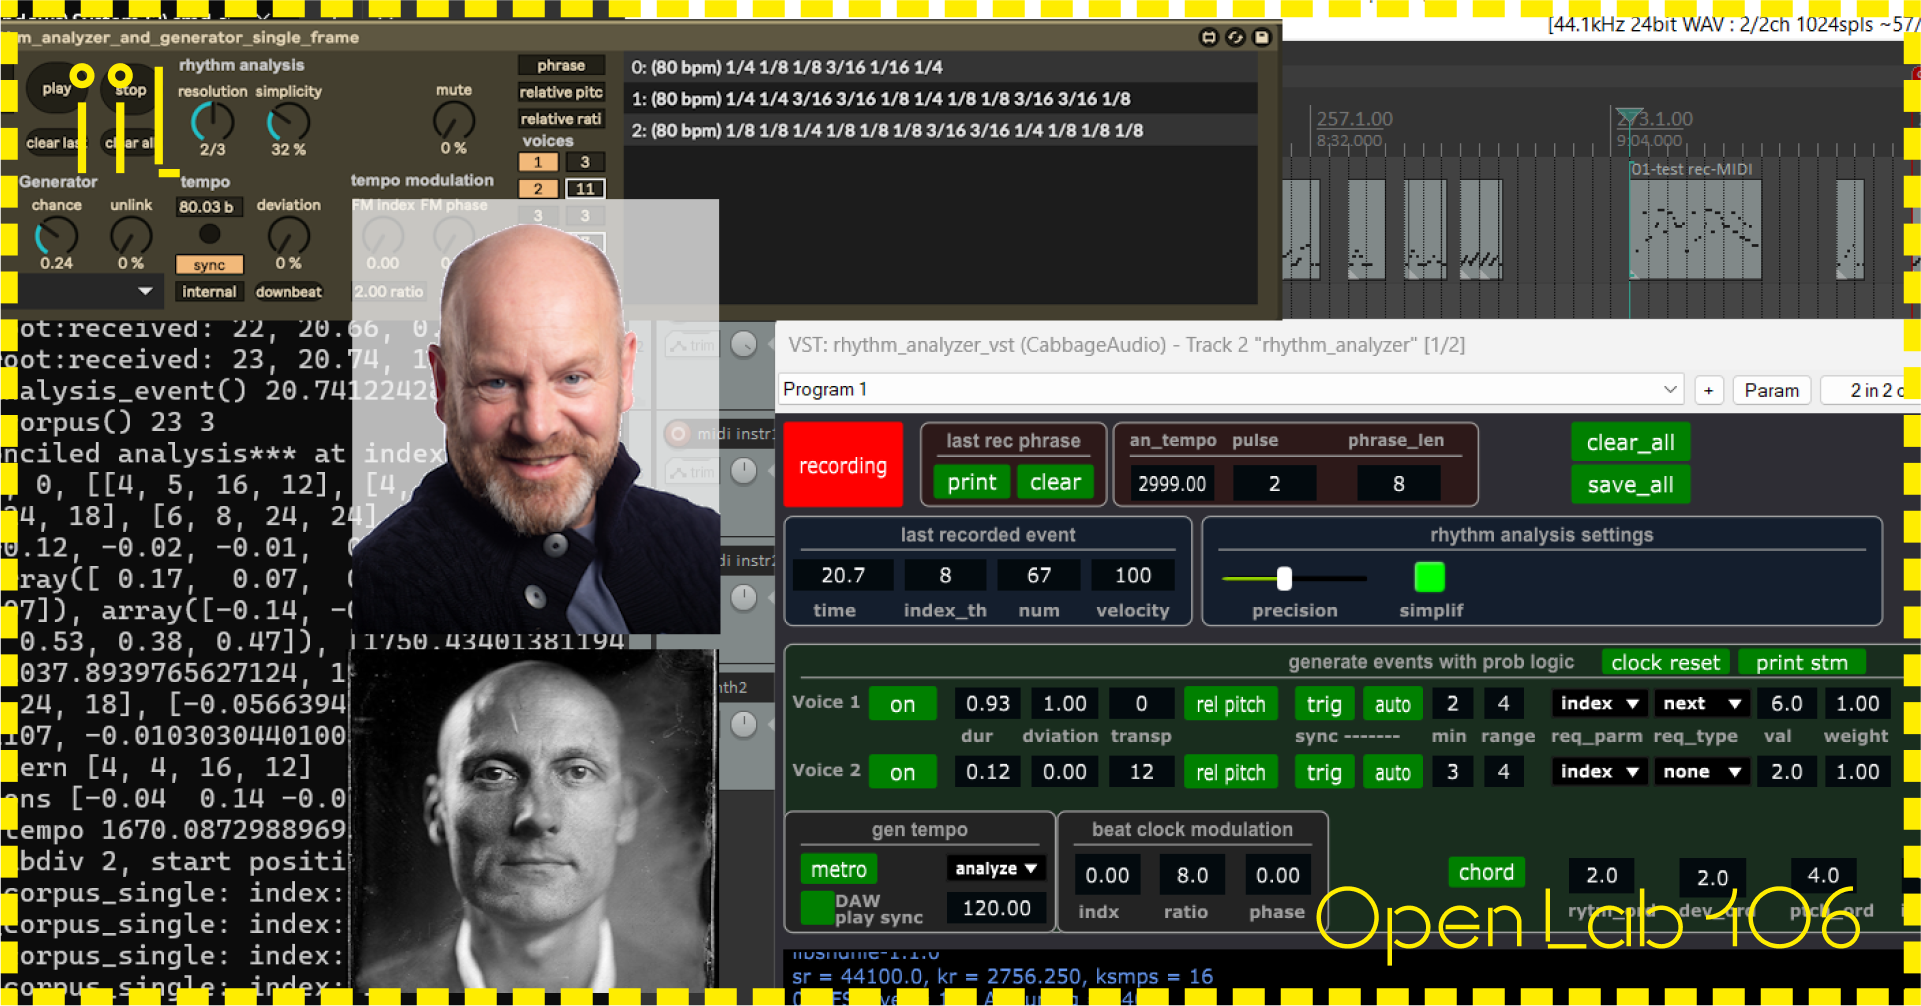 [44.1kHz 24bit WAV : 2/2ch 1024spls ~57/
m_analyzer_and_generator_single_frame
play stop
clear las clear all
rhythm analysis
resolution simplicity
2/3 32 %
mute
0 %
phrase
relative pitc
relative rati
voices
1 3
2 11
3 3
0: (80 bpm) 1/4 1/8 1/8 3/16 1/16 1/4
1: (80 bpm) 1/4 1/4 3/16 3/16 1/8 1/4 1/8 1/8 3/16 3/16 1/8
2: (80 bpm) 1/8 1/8 1/4 1/8 1/8 1/8 3/16 3/16 1/4 1/8 1/8 1/8
257.1.00
8:32.000
273.1.00
9:04.000
01-test rec-MIDI
Generator
chance unlink
0.24 0 %
tempo
80.03 b
sync
internal
deviation
0 %
downbeat
tempo modulation
FM index FM phase
0.00 0
2.00 ratio
oot:received: 22, 20.66, 0.
oot:received: 23, 20.74, 1
alysis_event() 20.74122428
orpus() 23 3
nciled analysis*** at index
, 0, [[4, 5, 16, 12], [4,
24, 18], [6, 8, 24, 24]
0.12, -0.02, -0.01,
ray([ 0.17, 0.07,
07]), array([-0.14, -
0.53, 0.38, 0.47]), [1750.43401381194
037.8939765627124, 1
24, 18], [-0.0566394
107, -0.0103030440100
ern [4, 4, 16, 12]
ons [-0.04 0.14 -0.0
tempo 1670.0872988969
bdiv 2, start positi
corpus_single: index:
corpus_single: index:
corpus_single: index:
corpus_single: index:
trim
midi instr1
trim
di instr2
nth2
VST: rhythm_analyzer_vst (CabbageAudio) - Track 2 "rhythm_analyzer" [1/2]
Program 1 + Param 2 in 2 o
recording
last rec phrase
print clear
an_tempo pulse phrase_len
2999.00 2 8
clear_all
save_all
last recorded event
20.7 8 67 100
time index_th num velocity
rhythm analysis settings
precision simplif
generate events with prob logic clock reset print stm
Voice 1 on 0.93 1.00 0 rel pitch trig auto 2 4 index next 6.0 1.00
dur dviation transp sync ------- min range req_parm req_type val weight
Voice 2 on 0.12 0.00 12 rel pitch trig auto 3 4 index none 2.0 1.00
gen tempo
metro analyze
DAW
play sync
120.00
beat clock modulation
0.00 8.0 0.00
indx ratio phase
chord 2.0 2.0 4.0
rytm_ord dev_ord ptch_ord
Open Lab 106
libsndfile-1.1.0
sr = 44100.0, kr = 2756.250, ksmps = 16